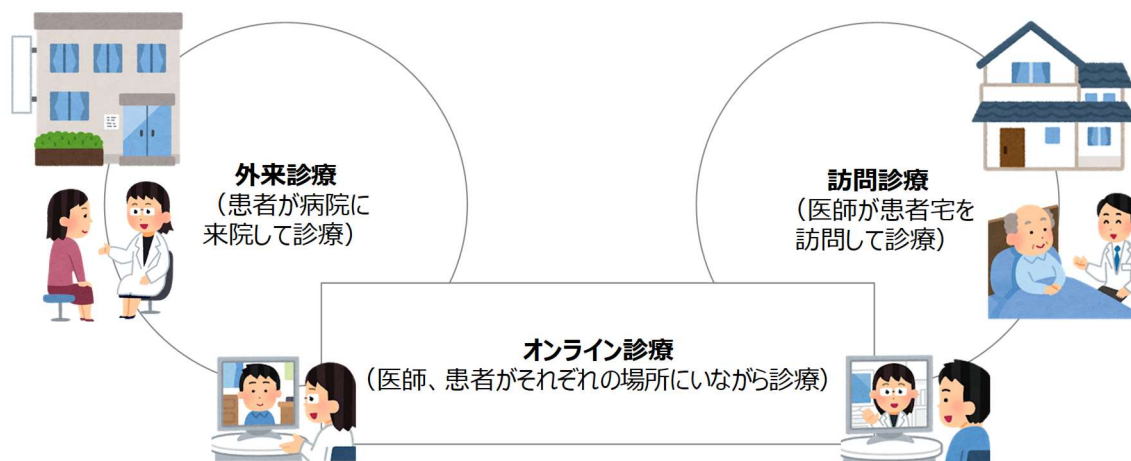 外来診療
（患者が病院に
来院して診療）
訪問診療
（医師が患者宅を
訪問して診療）
オンライン診療
（医師、患者がそれぞれの場所にいながら診療）